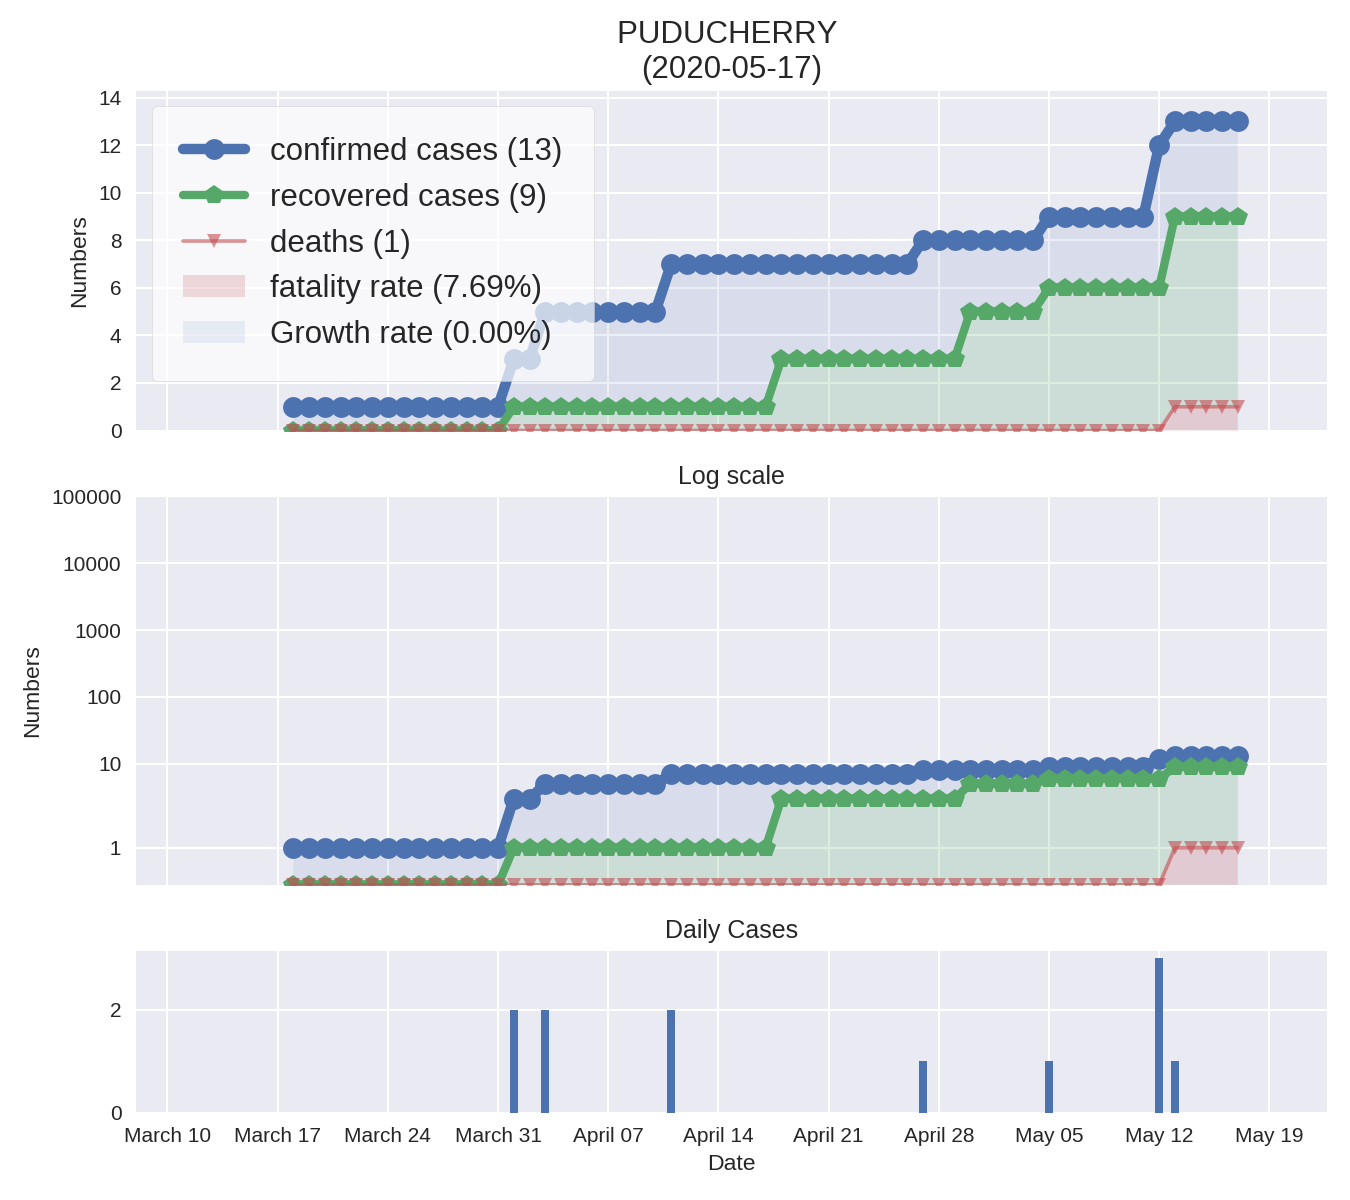 PUDUCHERRY
(2020-05-17)
14
12
10
8
6
4
2
0
Numbers
confirmed cases (13)
recovered cases (9)
deaths (1)
fatality rate (7.69%)
Growth rate (0.00%)
Log scale
100000
10000
1000
100
10
1
Numbers
Daily Cases
2
0
March 10 March 17 March 24 March 31 April 07 April 14 April 21 April 28 May 05 May 12 May 19
Date